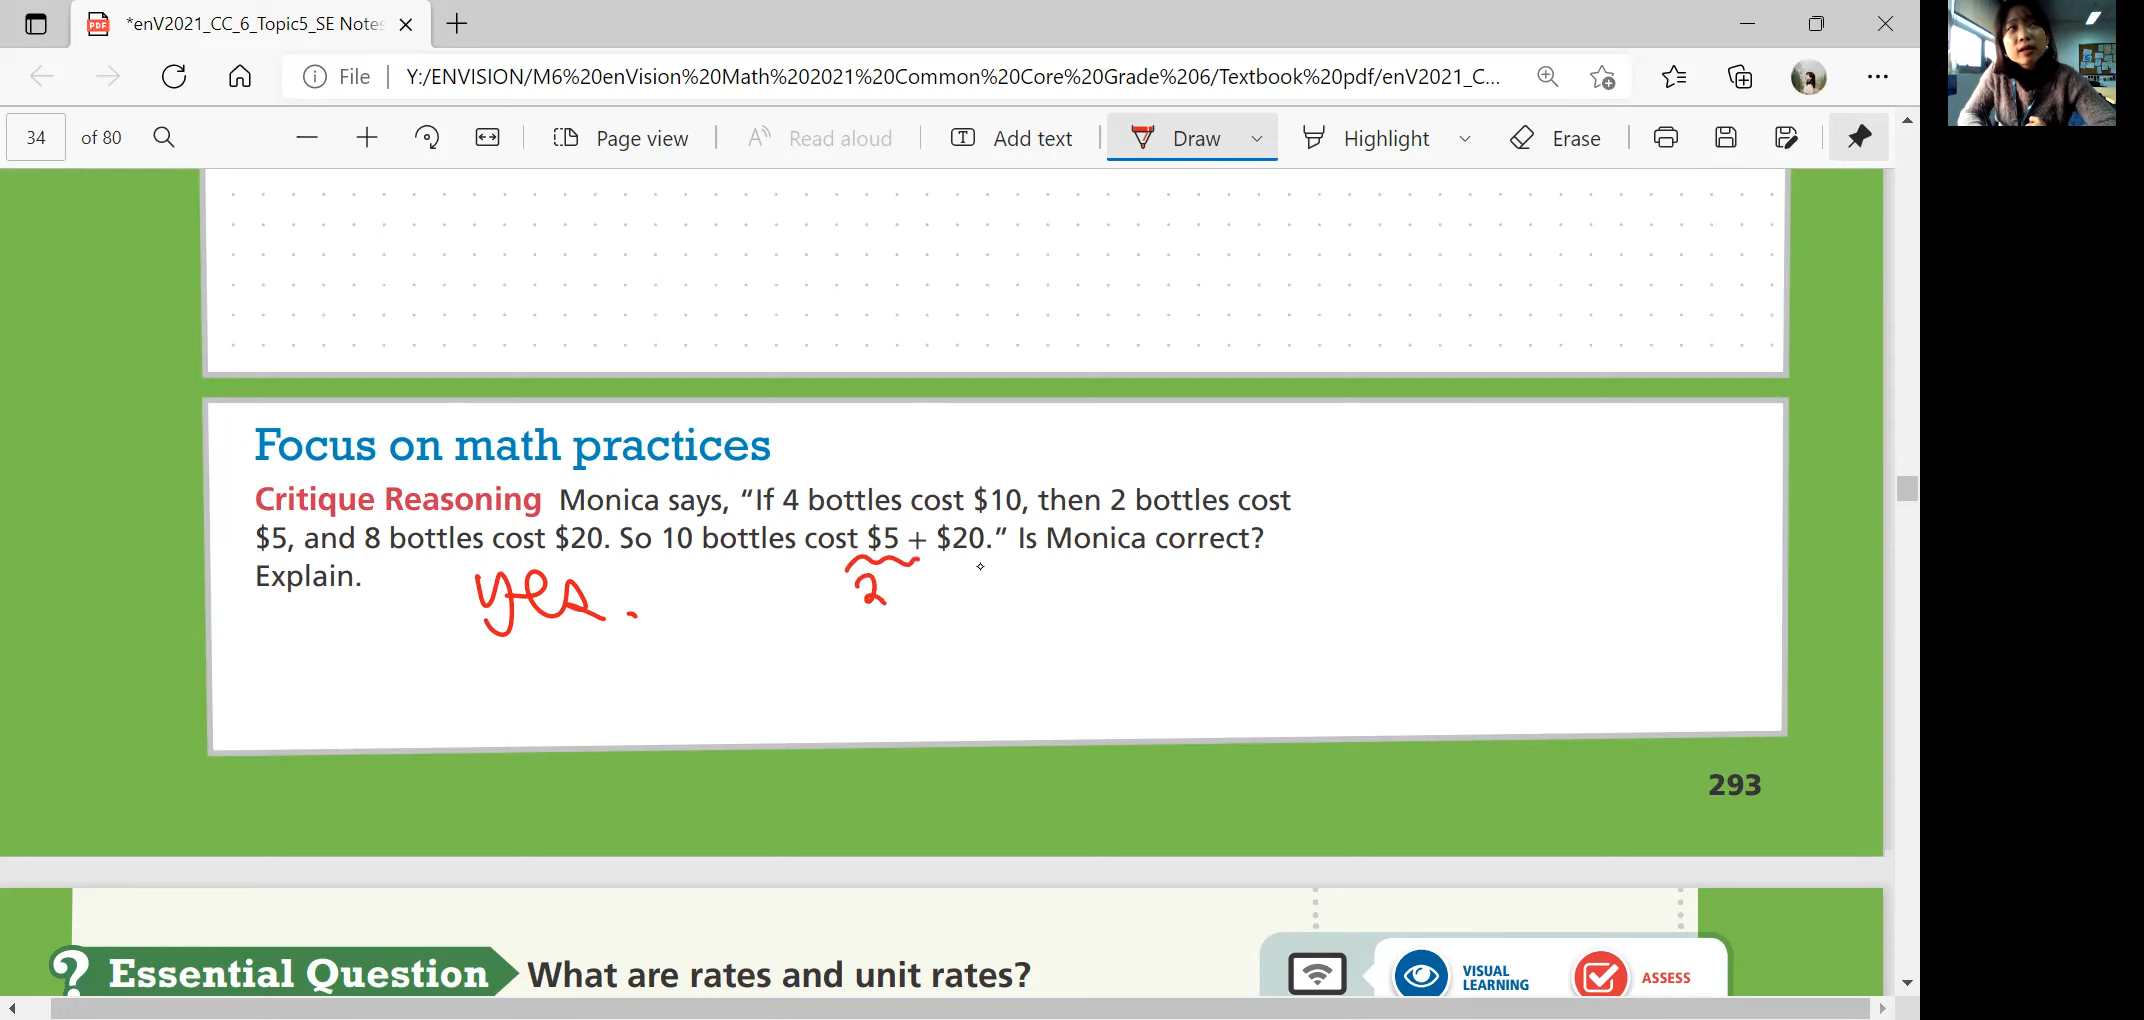 *enV2021_CC_6_Topic5_SE Notes
File
Y:/ENVISION/M6%20enVision%20Math%202021%20Common%20Core%20Grade%206/Textbook%20pdf/enV2021_C...
34 of 80
Page view
Read aloud
Add text
Draw
Highlight
Erase
Focus on math practices
Critique Reasoning Monica says, “If 4 bottles cost $10, then 2 bottles cost
$5, and 8 bottles cost $20. So 10 bottles cost $5 + $20.” Is Monica correct?
Explain.
yes.
2
293
? Essential Question What are rates and unit rates?
VISUAL
LEARNING
ASSESS